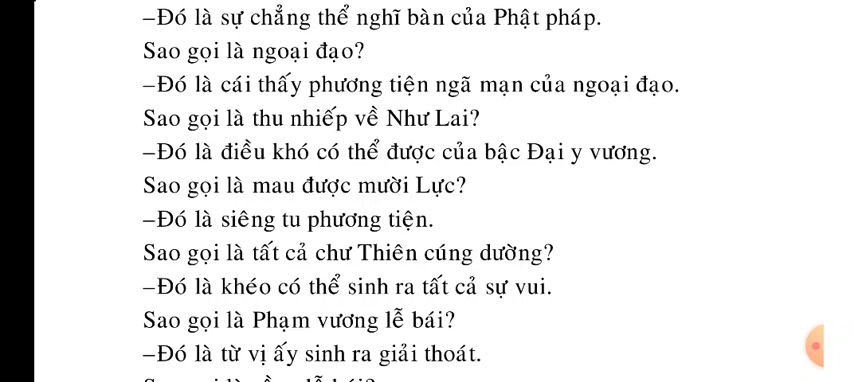 –Đó là sự chẳng thể nghĩ bàn của Phật pháp.
Sao gọi là ngoại đạo?
–Đó là cái thấy phương tiện ngã mạn của ngoại đạo.
Sao gọi là thu nhiếp về Như Lai?
–Đó là điều khó có thể được của bậc Đại y vương.
Sao gọi là mau được mười Lực?
–Đó là siêng tu phương tiện.
Sao gọi là tất cả chư Thiên cúng dường?
–Đó là khéo có thể sinh ra tất cả sự vui.
Sao gọi là Phạm vương lễ bái?
–Đó là từ vị ấy sinh ra giải thoát.